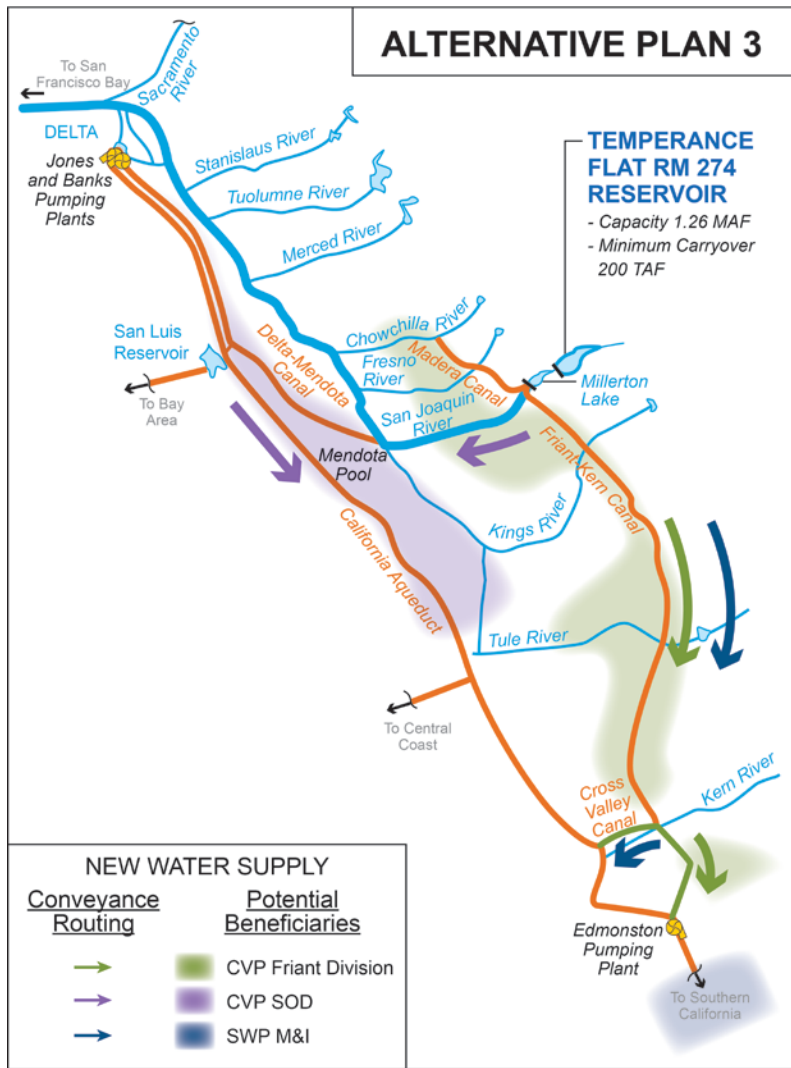 ALTERNATIVE PLAN 3
To San
Francisco Bay
Sacramento
River
DELTA
Jones
and Banks
Pumping
Plants
Stanislaus River
Tuolumne River
Merced River
TEMPERANCE
FLAT RM 274
RESERVOIR
- Capacity 1.26 MAF
- Minimum Carryover
200 TAF
San Luis
Reservoir
To Bay
Area
Delta-Mendota
Canal
Chowchilla River
Fresno
River
Madera Canal
San Joaquin
River
Millerton
Lake
Mendota
Pool
Friant-Kern Canal
Kings River
California Aqueduct
Tule River
To Central
Coast
Cross
Valley
Canal
Kern River
Edmonston
Pumping
Plant
To Southern
California
NEW WATER SUPPLY
Conveyance
Routing
Potential
Beneficiaries
CVP Friant Division
CVP SOD
SWP M&I